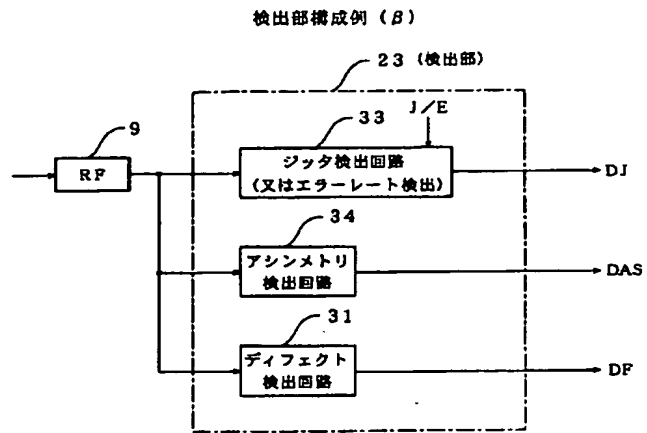 検出部構成例(β)
23(検出部)
J/E
33
9
RF
ジッタ検出回路
(又はエラーレート検出)
DJ
34
アシンメトリ
検出回路
DAS
31
ディフェクト
検出回路
DF